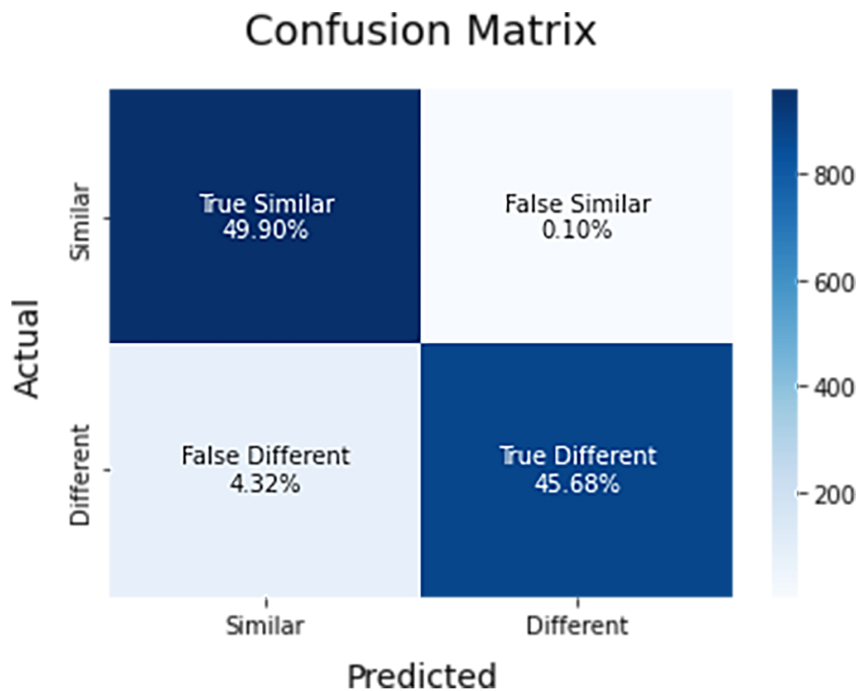 Confusion Matrix
Actual
Similar
Different
True Similar
49.90%
False Similar
0.10%
False Different
4.32%
True Different
45.68%
800
600
400
200
Similar
Different
Predicted